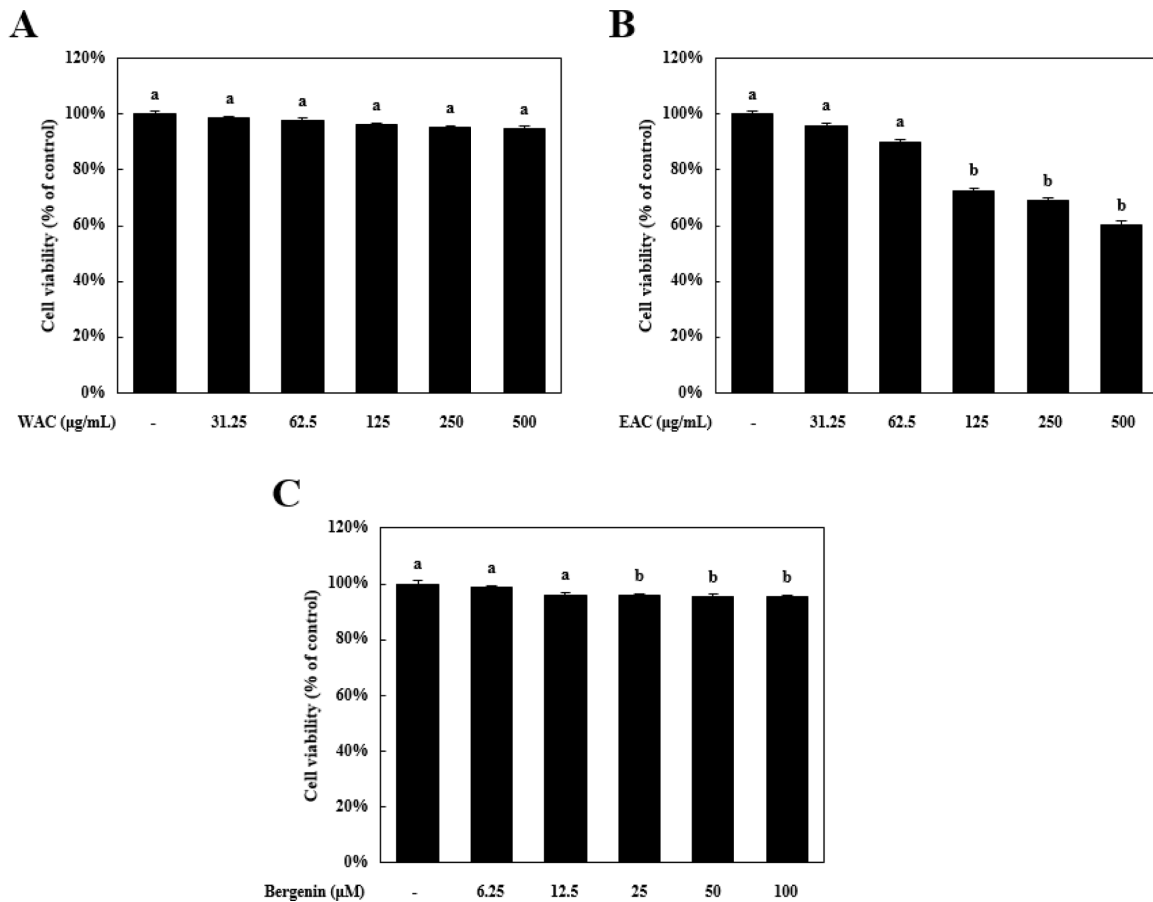 A
Cell viability (% of control)
120%
100%
80%
60%
40%
20%
0%
a a a a a a
WAC (µg/mL) - 31.25 62.5 125 250 500
B
Cell viability (% of control)
120%
100%
80%
60%
40%
20%
0%
a a a b b b
EAC (µg/mL) - 31.25 62.5 125 250 500
C
Cell viability (% of control)
120%
100%
80%
60%
40%
20%
0%
a a a b b b
Bergenin (µM) - 6.25 12.5 25 50 100